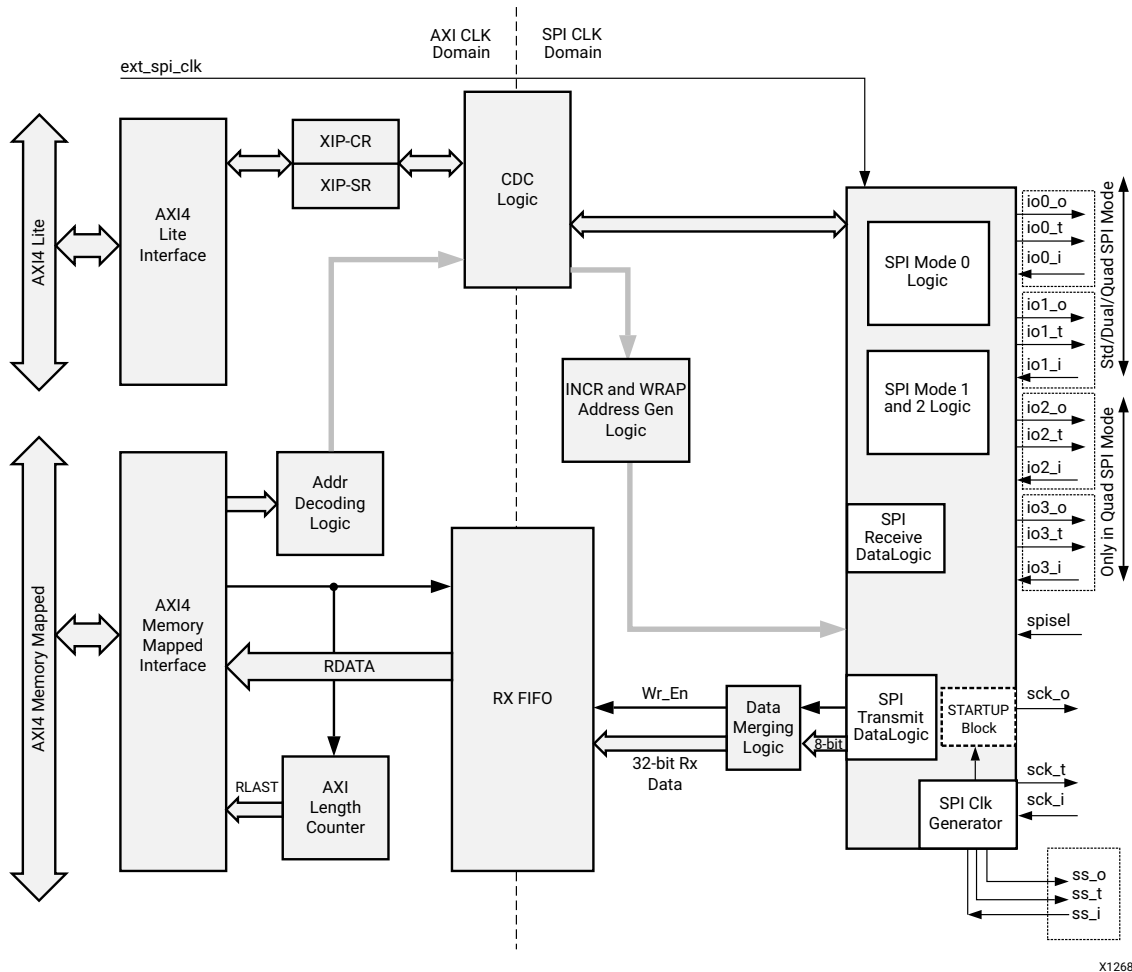 AXI CLK
Domain
SPI CLK
Domain
ext_spi_clk
AXI4 Lite
AXI4
Lite
Interface
XIP-CR
XIP-SR
CDC
Logic
SPI Mode 0
Logic
SPI Mode 1
and 2 Logic
io0_o
io0_t
io0_i
io1_o
io1_t
io1_i
Std/Dual/Quad SPI Mode
io2_o
io2_t
io2_i
io3_o
io3_t
io3_i
Only in Quad SPI Mode
INCR and WRAP
Address Gen
Logic
AXI4 Memory Mapped
AXI4
Memory
Mapped
Interface
Addr
Decoding
Logic
SPI
Receive
DataLogic
spisel
RDATA
RX FIFO
Wr_En
32-bit Rx
Data
Data
Merging
Logic
8-bit
SPI
Transmit
DataLogic
STARTUP
Block
sck_o
sck_t
sck_i
RLAST
AXI
Length
Counter
SPI Clk
Generator
ss_o
ss_t
ss_i
X1268